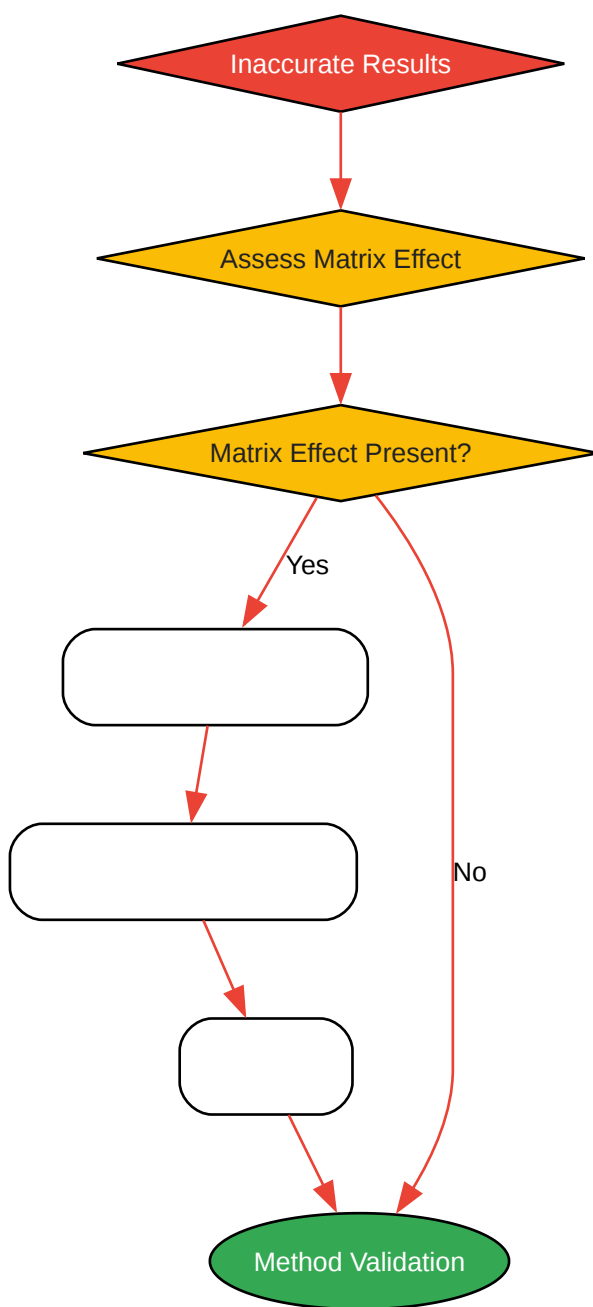 Inaccurate Results
Assess Matrix Effect
Matrix Effect Present?
Yes
No
Method Validation